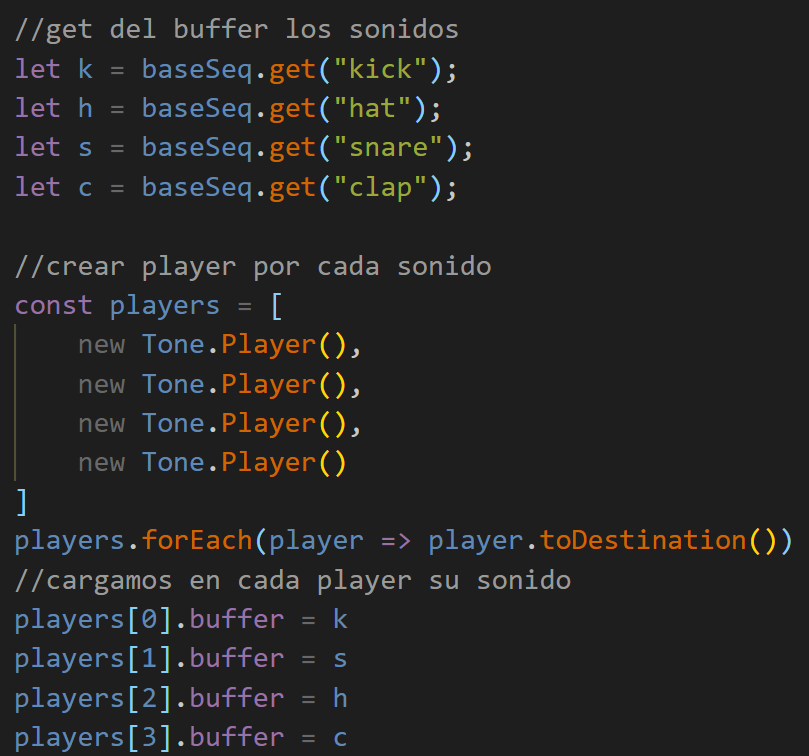 //get del buffer los sonidos
let k = baseSeq.get("kick");
let h = baseSeq.get("hat");
let s = baseSeq.get("snare");
let c = baseSeq.get("clap");

//crear player por cada sonido
const players = [
    new Tone.Player(),
    new Tone.Player(),
    new Tone.Player(),
    new Tone.Player()
]
players.forEach(player => player.toDestination())
//cargamos en cada player su sonido
players[0].buffer = k
players[1].buffer = s
players[2].buffer = h
players[3].buffer = c